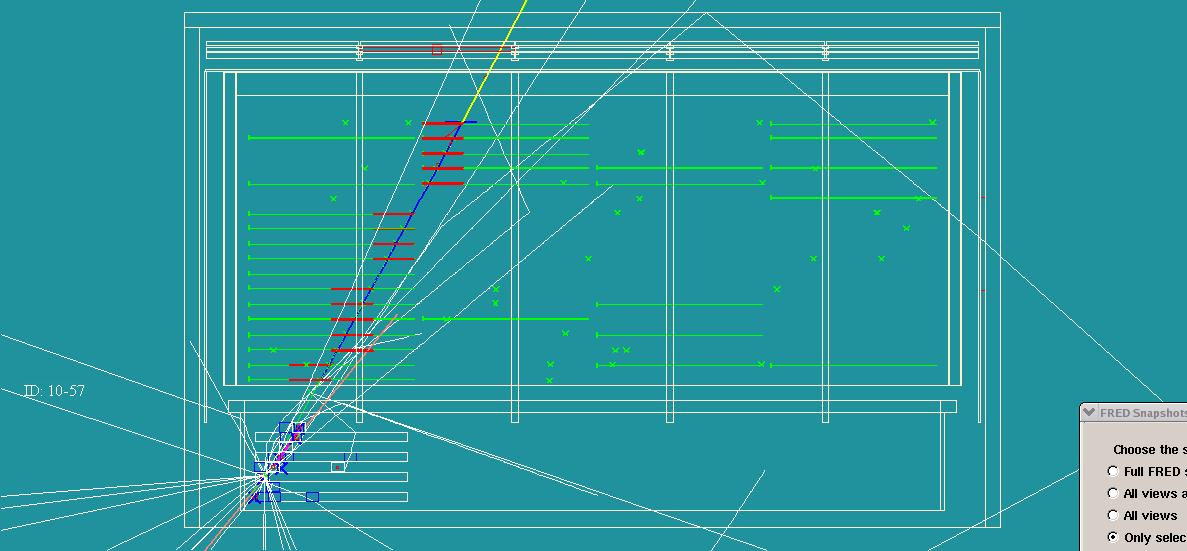 ID: 10-57
FRED Snapshots
Choose the s
Full FRED s
All views a
All views
Only selec